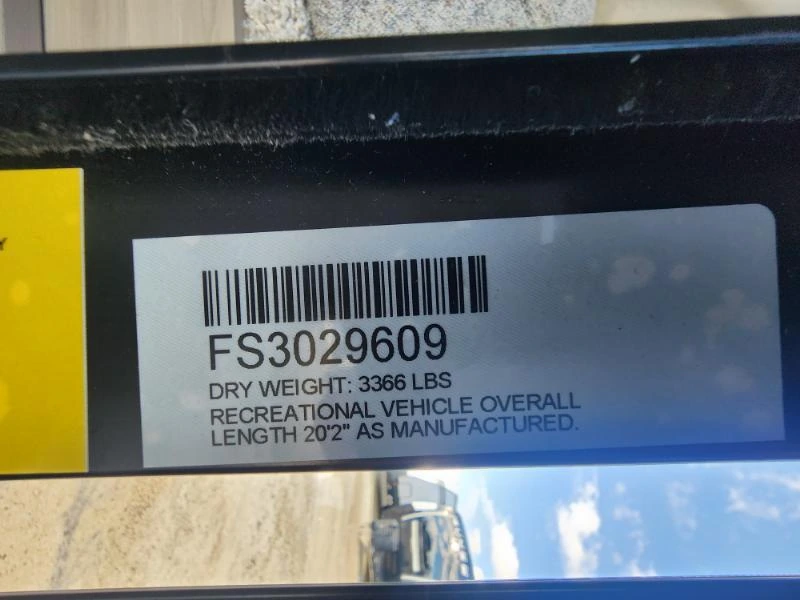 FS3029609
DRY WEIGHT: 3366 LBS
RECREATIONAL VEHICLE OVERALL
LENGTH 20'2" AS MANUFACTURED.